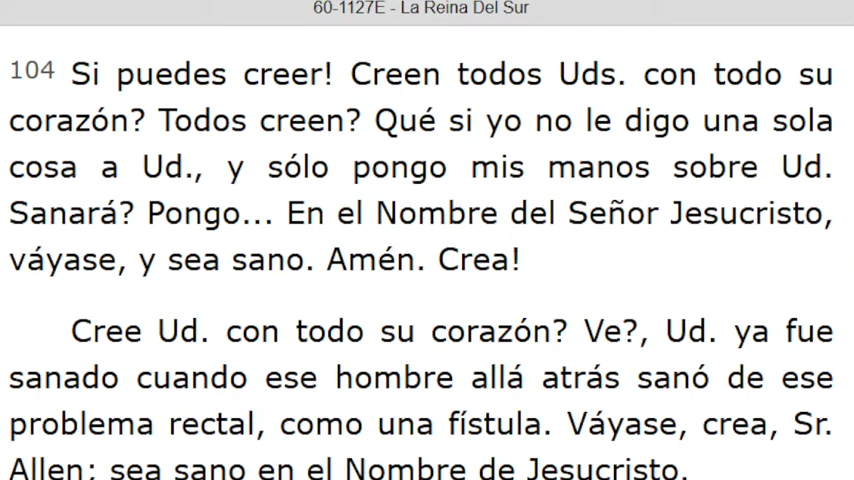 60-1127E - La Reina Del Sur
104 Si puedes creer! Creen todos Uds. con todo su
corazón? Todos creen? Qué si yo no le digo una sola
cosa a Ud., y sólo pongo mis manos sobre Ud.
Sanará? Pongo... En el Nombre del Señor Jesucristo,
váyase, y sea sano. Amén. Crea!
Cree Ud. con todo su corazón? Ve?, Ud. ya fue
sanado cuando ese hombre allá atrás sanó de ese
problema rectal, como una fístula. Váyase, crea, Sr.
Allen; sea sano en el Nombre de Jesucristo.